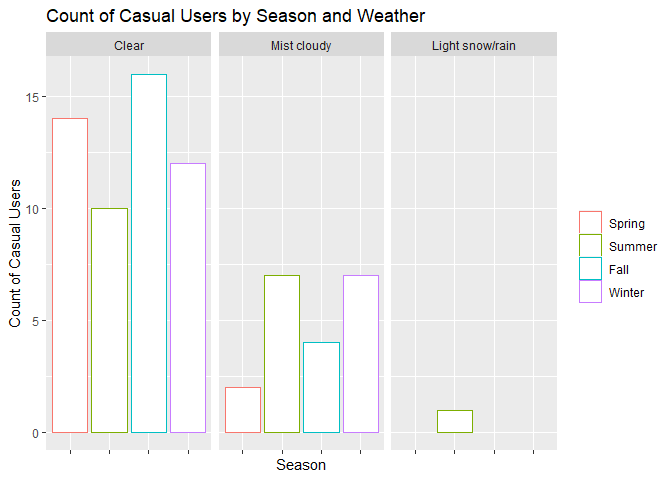 Count of Casual Users by Season and Weather
Clear
Mist cloudy
Light snow/rain
15
10
5
0
Count of Casual Users
Season
Spring
Summer
Fall
Winter